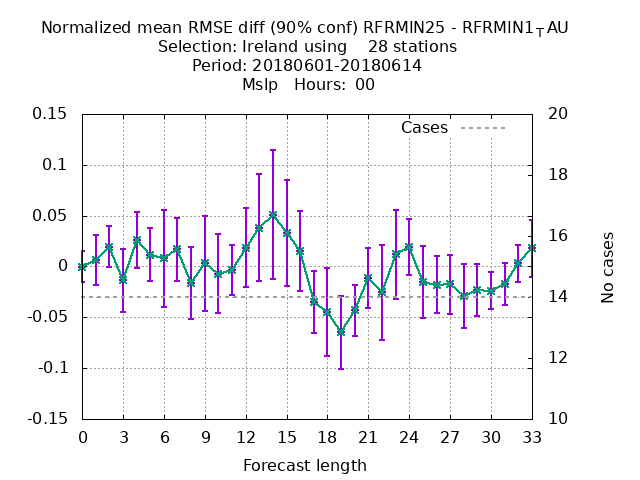 Normalized mean RMSE diff (90% conf) RFRMIN25 - RFRMIN1_TAU
Selection: Ireland using    28 stations
Period: 20180601-20180614
Mslp   Hours: 00
Cases
0.15
0.1
0.05
0
-0.05
-0.1
-0.15
20
18
16
14
12
10
No cases
0 3 6 9 12 15 18 21 24 27 30 33
Forecast length